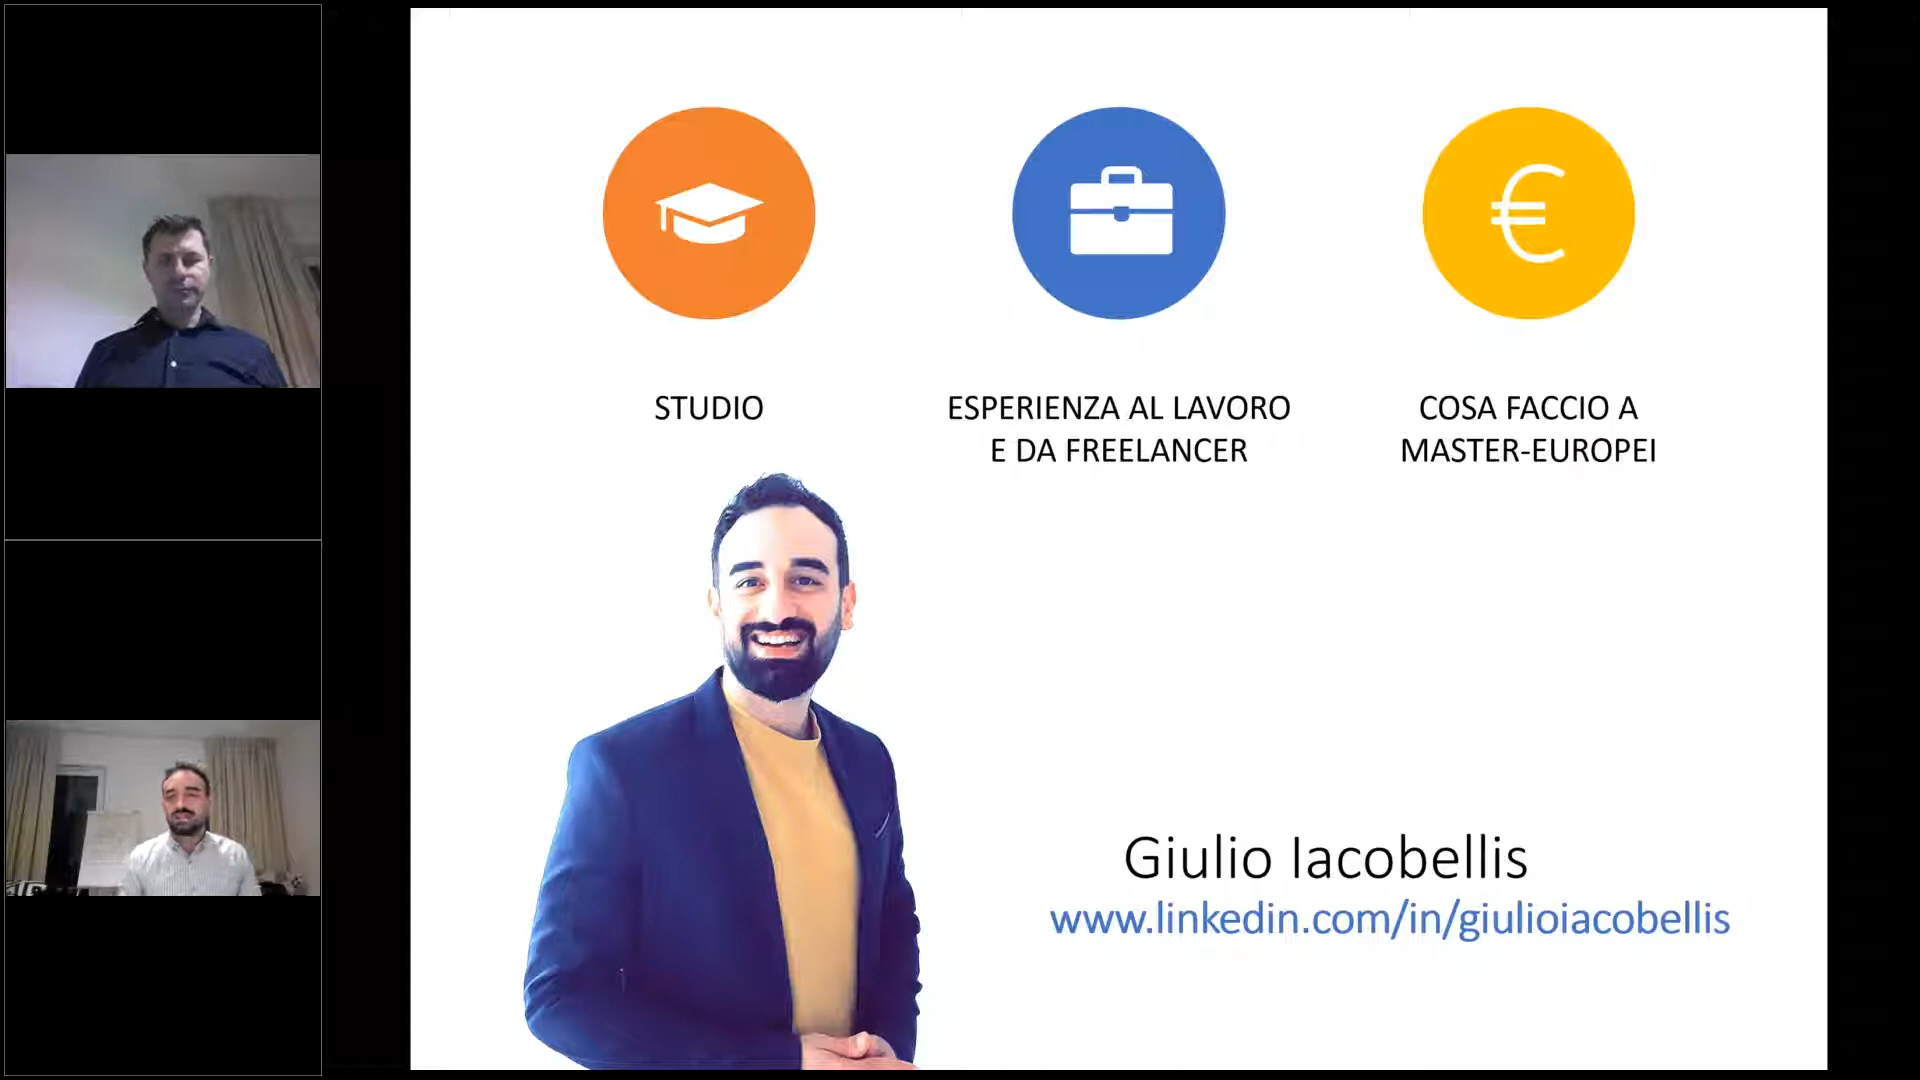 STUDIO
ESPERIENZA AL LAVORO
E DA FREELANCER
COSA FACCIO A
MASTER-EUROPEI
Giulio Iacobellis
www.linkedin.com/in/giulioiacobellis